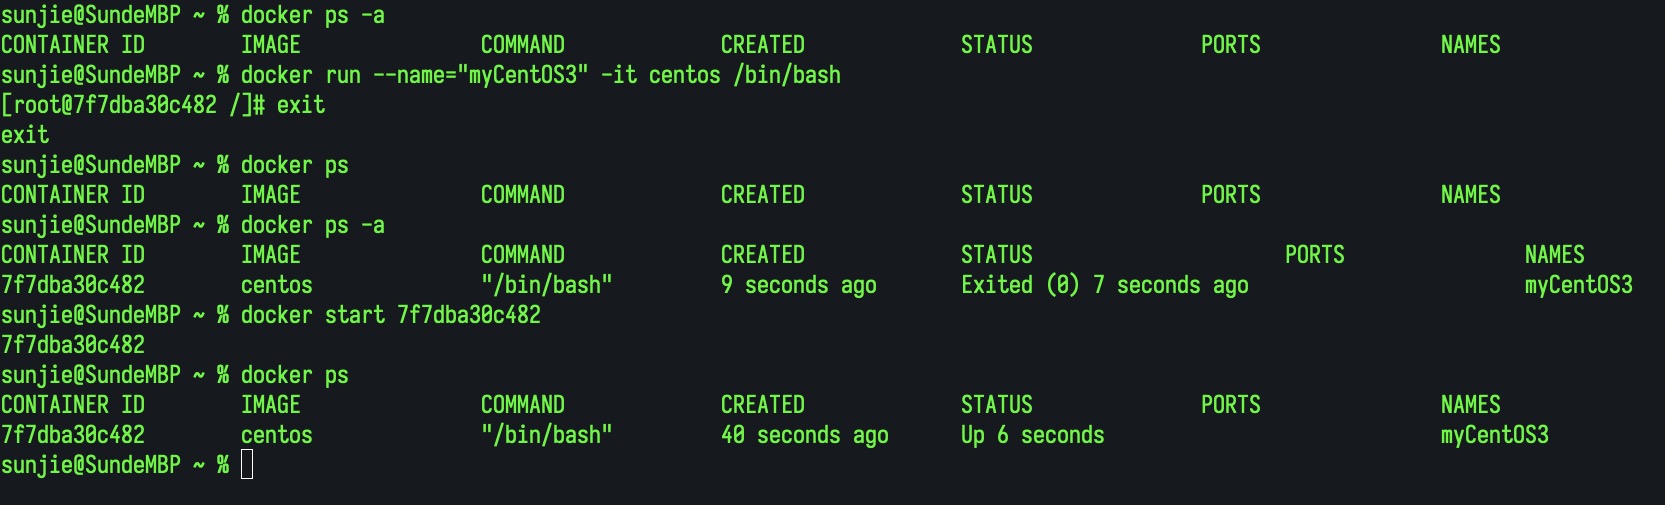 sunjie@SundeMBP ~ % docker ps -a
CONTAINER ID        IMAGE               COMMAND             CREATED             STATUS              PORTS               NAMES
sunjie@SundeMBP ~ % docker run --name="myCentOS3" -it centos /bin/bash
[root@7f7dba30c482 /]# exit
exit
sunjie@SundeMBP ~ % docker ps
CONTAINER ID        IMAGE               COMMAND             CREATED             STATUS              PORTS               NAMES
sunjie@SundeMBP ~ % docker ps -a
CONTAINER ID        IMAGE               COMMAND             CREATED             STATUS                     PORTS               NAMES
7f7dba30c482        centos              "/bin/bash"         9 seconds ago       Exited (0) 7 seconds ago                       myCentOS3
sunjie@SundeMBP ~ % docker start 7f7dba30c482
7f7dba30c482
sunjie@SundeMBP ~ % docker ps
CONTAINER ID        IMAGE               COMMAND             CREATED             STATUS              PORTS               NAMES
7f7dba30c482        centos              "/bin/bash"         40 seconds ago      Up 6 seconds                            myCentOS3
sunjie@SundeMBP ~ %